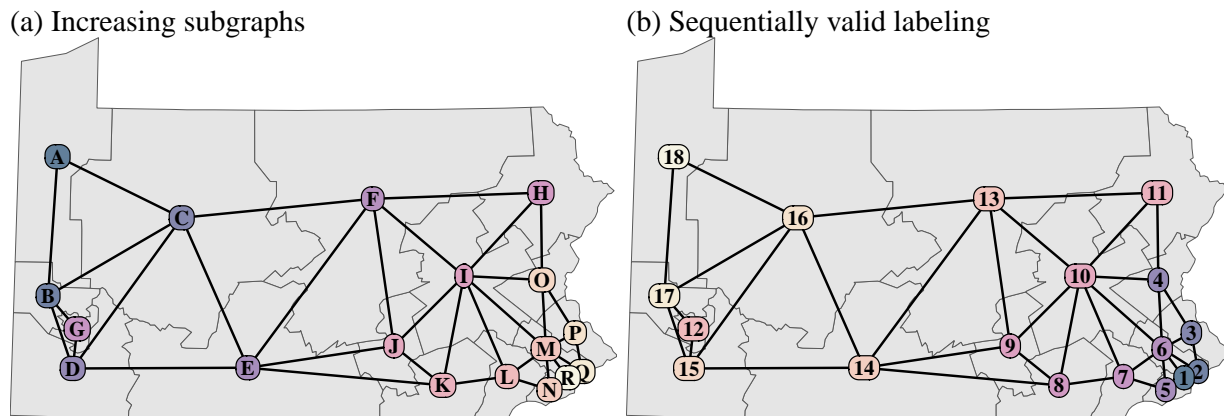 (a) Increasing subgraphs
(b) Sequentially valid labeling
A
C
F
H
B
G
D
E
I
O
J
K
L
M
P
N
R
Q
18
16
13
11
17
12
15
14
10
4
9
8
7
6
3
5
1
2